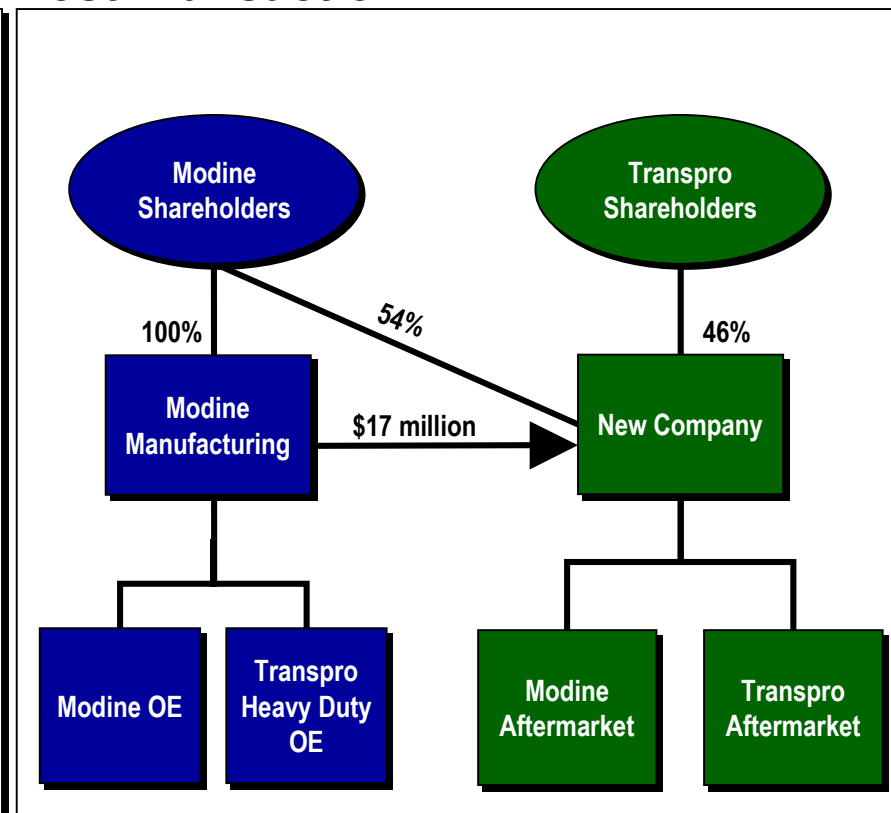 Modine
Shareholders
Transpro
Shareholders
100%
54%
46%
Modine
Manufacturing
$17 million
New Company
Modine OE
Transpro
Heavy Duty
OE
Modine
Aftermarket
Transpro
Aftermarket